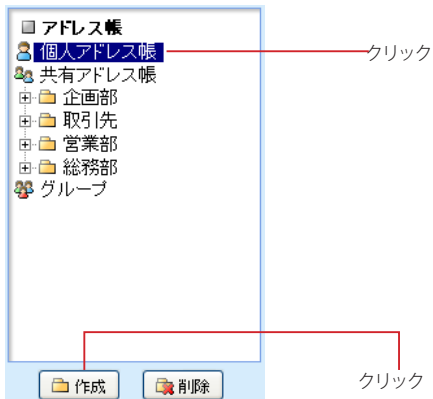 アドレス帳
個人アドレス帳
クリック
共有アドレス帳
企画部
取引先
営業部
総務部
グループ
作成
削除
クリック